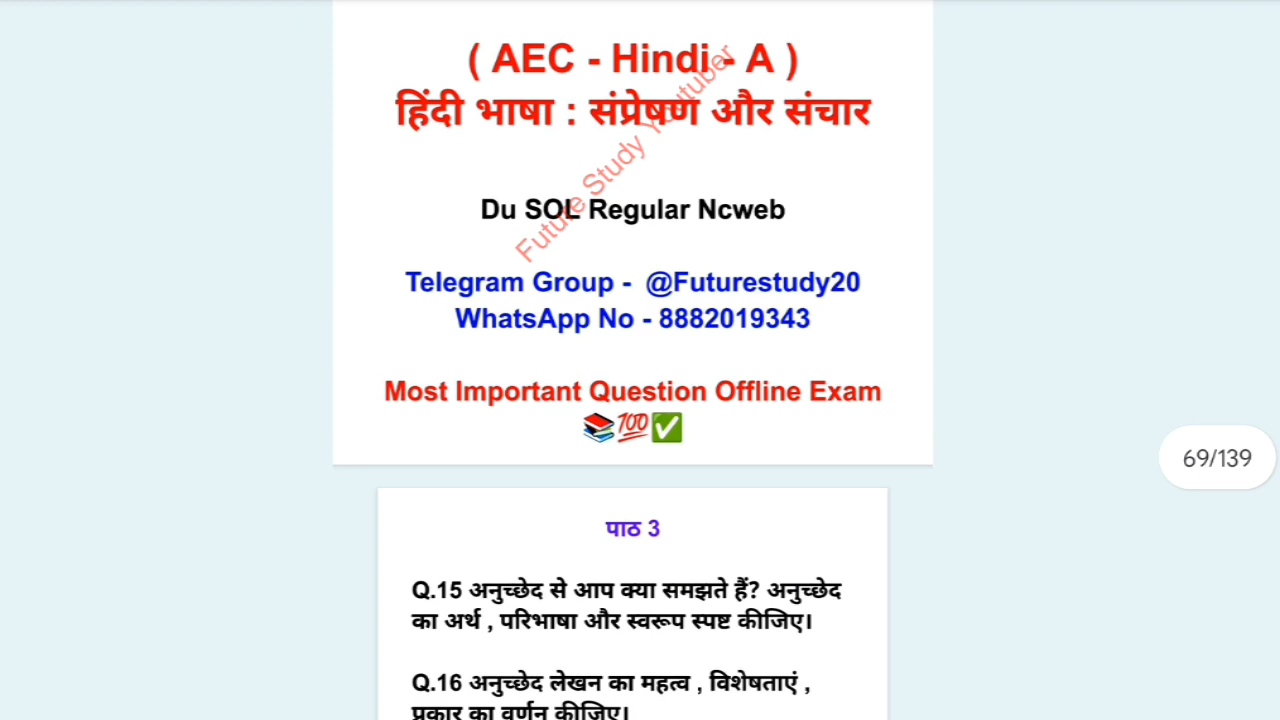 ( AEC - Hindi - A )
हिंदी भाषा : संप्रेषण और संचार
Future Study Youtuber
Du SOL Regular Ncweb
Telegram Group - @Futurestudy20
WhatsApp No - 8882019343
Most Important Question Offline Exam
📚💯✅
69/139
पाठ 3
Q.15 अनुच्छेद से आप क्या समझते हैं? अनुच्छेद
का अर्थ , परिभाषा और स्वरूप स्पष्ट कीजिए।
Q.16 अनुच्छेद लेखन का महत्व , विशेषताएं ,
प्रकार का वर्णन कीजिए।